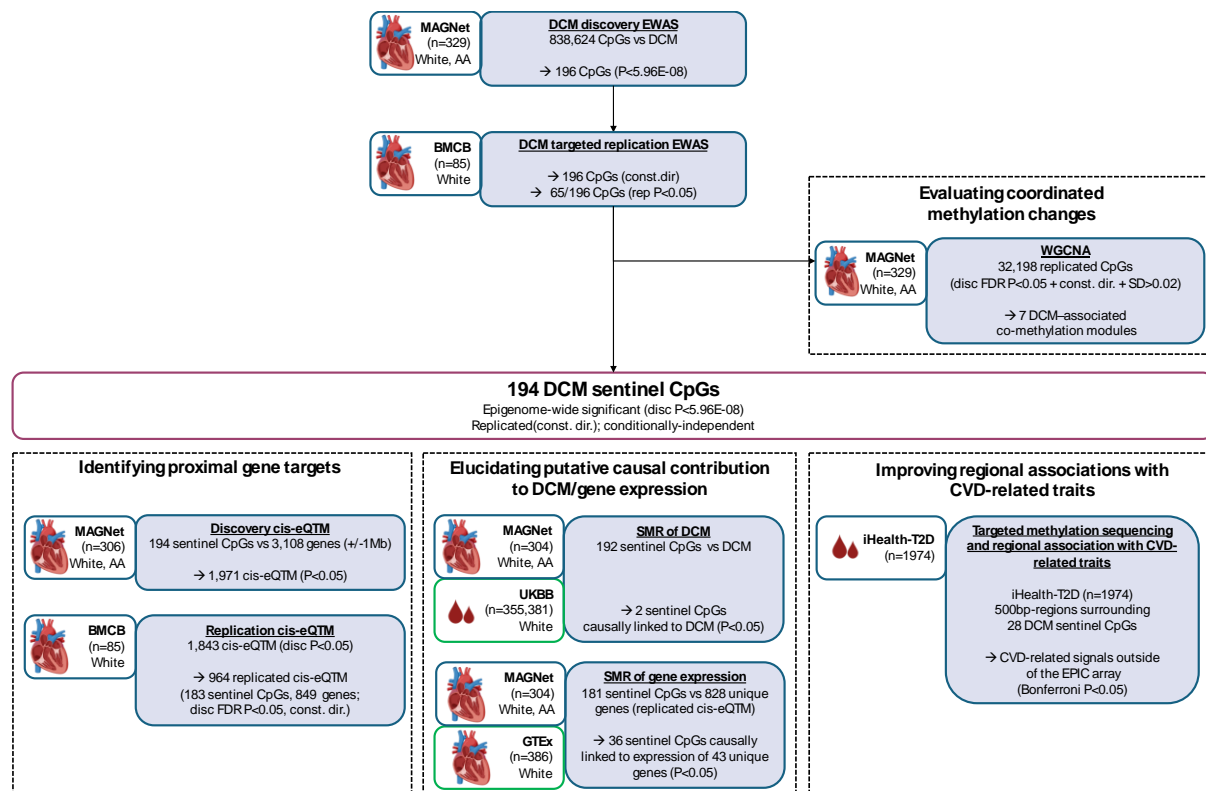 MAGNet
(n=329)
White, AA
DCM discovery EWAS
838,624 CpGs vs DCM
→ 196 CpGs (P<5.96E-08)
BMCB
(n=85)
White
DCM targeted replication EWAS
→ 196 CpGs (const.dir)
→ 65/196 CpGs (rep P<0.05)
Evaluating coordinated
methylation changes
MAGNet
(n=329)
White, AA
WGCNA
32,198 replicated CpGs
(disc FDR P<0.05 + const. dir. + SD>0.02)
→ 7 DCM–associated
co-methylation modules
194 DCM sentinel CpGs
Epigenome-wide significant (disc P<5.96E-08)
Replicated(const. dir.); conditionally-independent
Identifying proximal gene targets
MAGNet
(n=306)
White, AA
Discovery cis-eQTM
194 sentinel CpGs vs 3,108 genes (+/-1Mb)
→ 1,971 cis-eQTM (P<0.05)
BMCB
(n=85)
White
Replication cis-eQTM
1,843 cis-eQTM (disc P<0.05)
→ 964 replicated cis-eQTM
(183 sentinel CpGs, 849 genes;
disc FDR P<0.05, const. dir.)
Elucidating putative causal contribution
to DCM/gene expression
MAGNet
(n=304)
White, AA
UKBB
(n=355,381)
White
SMR of DCM
192 sentinel CpGs vs DCM
→ 2 sentinel CpGs
causally linked to DCM (P<0.05)
MAGNet
(n=304)
White, AA
GTEx
(n=386)
White
SMR of gene expression
181 sentinel CpGs vs 828 unique
genes (replicated cis-eQTM)
→ 36 sentinel CpGs causally
linked to expression of 43 unique
genes (P<0.05)
Improving regional associations with
CVD-related traits
iHealth-T2D
(n=1974)
Targeted methylation sequencing
and regional association with CVD-
related traits
iHealth-T2D (n=1974)
500bp-regions surrounding
28 DCM sentinel CpGs
→ CVD-related signals outside
of the EPIC array
(Bonferroni P<0.05)